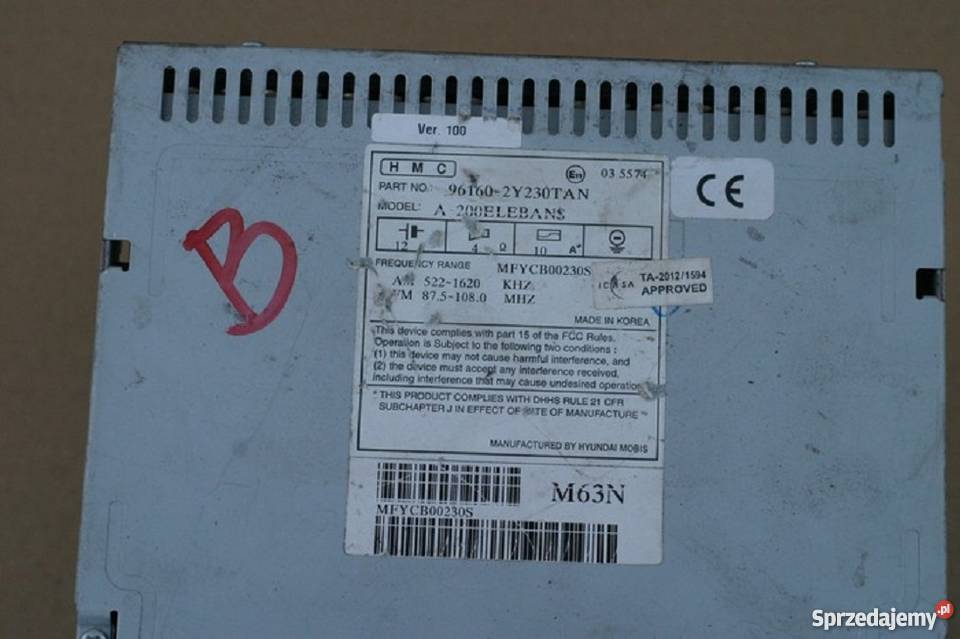 Ver. 100
HMC
E13 03 5574
PART NO.: 96160-2Y230TAN
MODEL: A-200ELEBANS
12 4 Ω 10 A
FREQUENCY RANGE MFYCB00230S
AM 522-1620 KHZ
FM 87.5-108.0 MHZ
CE
ICASA TA-2012/1594
APPROVED
MADE IN KOREA
This device complies with part 15 of the FCC Rules.
Operation is Subject to the following two conditions :
(1) this device may not cause harmful interference, and
(2) the device must accept any interference received,
including interference that may cause undesired operation
* THIS PRODUCT COMPLIES WITH DHHS RULE 21 CFR
SUBCHAPTER J IN EFFECT OF DATE OF MANUFACTURE
MANUFACTURED BY HYUNDAI MOBIS
M63N
MFYCB00230S
B
Sprzedajemy.pl